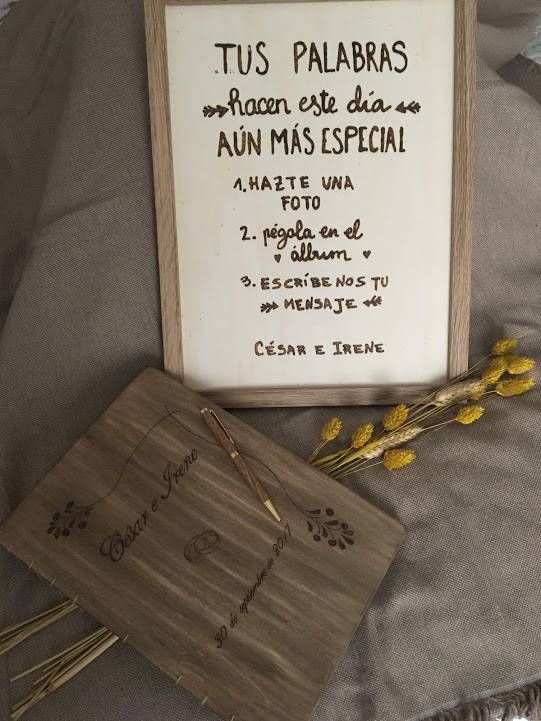 TUS PALABRAS
hacen este día
AÚN MÁS ESPECIAL
1. HAZTE UNA
FOTO
2. pégala en el
álbum
3. ESCRÍBENOS TU
MENSAJE
CÉSAR E IRENE
César e Irene
30 de septiembre de 2017